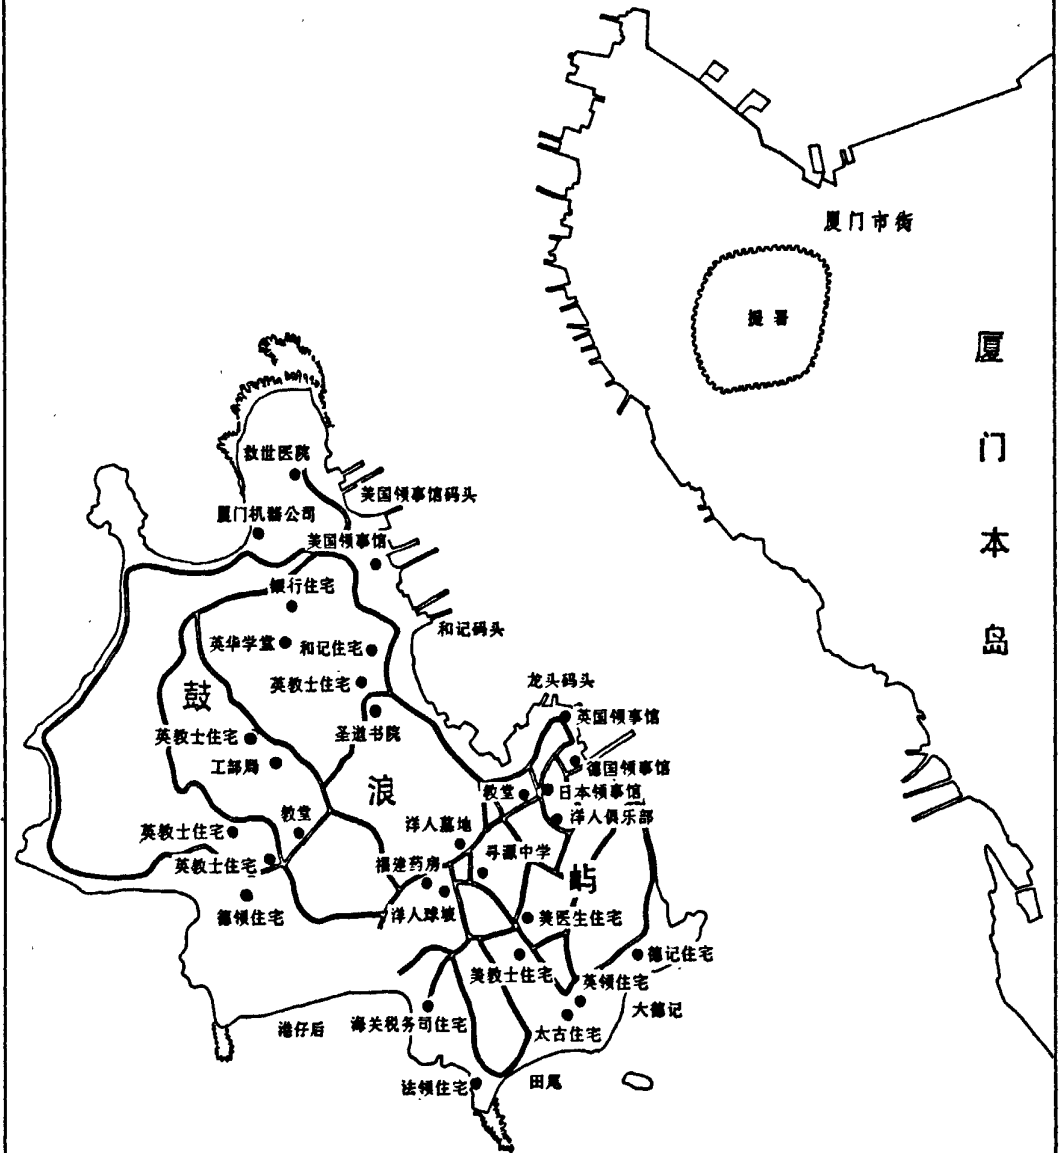 厦门市街
提署
厦门本岛
救世医院
美国领事馆码头
厦门机器公司
美国领事馆
银行住宅
和记码头
英华学堂
和记住宅
龙头码头
英教士住宅
鼓
英国领事馆
圣道书院
英教士住宅
工部局
德国领事馆
浪
教堂
日本领事馆
教堂
洋人墓地
洋人俱乐部
英教士住宅
寻源中学
英教士住宅
福建药房
屿
德领住宅
洋人球埔
美医生住宅
德记住宅
美教士住宅
英领住宅
大德记
港仔后
海关税务司住宅
太古住宅
法领住宅
田尾